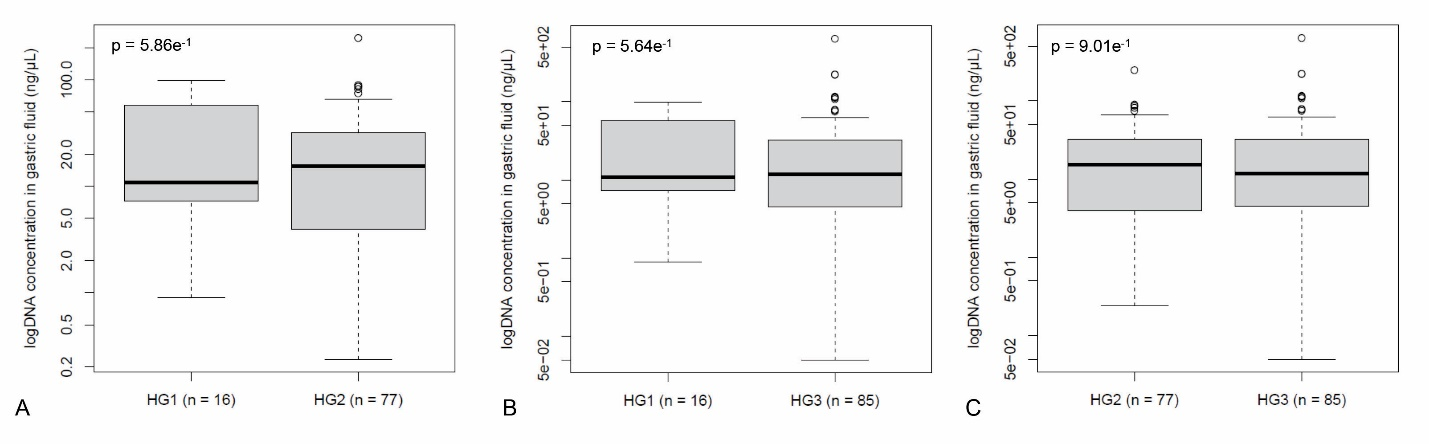 p = 5.86e-1
logDNA concentration in gastric fluid (ng/µL)
100.0
20.0
5.0
2.0
0.5
0.2
HG1 (n = 16)
HG2 (n = 77)
A
p = 5.64e-1
logDNA concentration in gastric fluid (ng/µL)
5e+02
5e+01
5e+00
5e−01
5e−02
HG1 (n = 16)
HG3 (n = 85)
B
p = 9.01e-1
logDNA concentration in gastric fluid (ng/µL)
5e+02
5e+01
5e+00
5e−01
5e−02
HG2 (n = 77)
HG3 (n = 85)
C